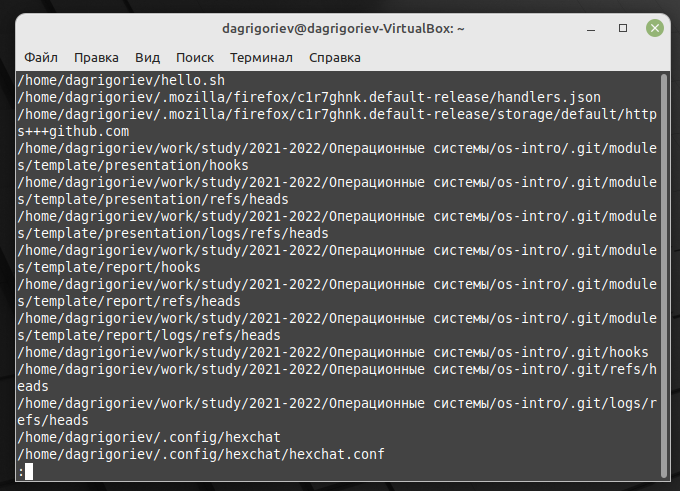 dagrigoriev@dagrigoriev-VirtualBox: ~
Файл Правка Вид Поиск Терминал Справка
/home/dagrigoriev/hello.sh
/home/dagrigoriev/.mozilla/firefox/c1r7ghnk.default-release/handlers.json
/home/dagrigoriev/.mozilla/firefox/c1r7ghnk.default-release/storage/default/http
s+++github.com
/home/dagrigoriev/work/study/2021-2022/Операционные системы/os-intro/.git/module
s/template/presentation/hooks
/home/dagrigoriev/work/study/2021-2022/Операционные системы/os-intro/.git/module
s/template/presentation/refs/heads
/home/dagrigoriev/work/study/2021-2022/Операционные системы/os-intro/.git/module
s/template/presentation/logs/refs/heads
/home/dagrigoriev/work/study/2021-2022/Операционные системы/os-intro/.git/module
s/template/report/hooks
/home/dagrigoriev/work/study/2021-2022/Операционные системы/os-intro/.git/module
s/template/report/refs/heads
/home/dagrigoriev/work/study/2021-2022/Операционные системы/os-intro/.git/module
s/template/report/logs/refs/heads
/home/dagrigoriev/work/study/2021-2022/Операционные системы/os-intro/.git/hooks
/home/dagrigoriev/work/study/2021-2022/Операционные системы/os-intro/.git/refs/h
eads
/home/dagrigoriev/work/study/2021-2022/Операционные системы/os-intro/.git/logs/r
efs/heads
/home/dagrigoriev/.config/hexchat
/home/dagrigoriev/.config/hexchat/hexchat.conf
: